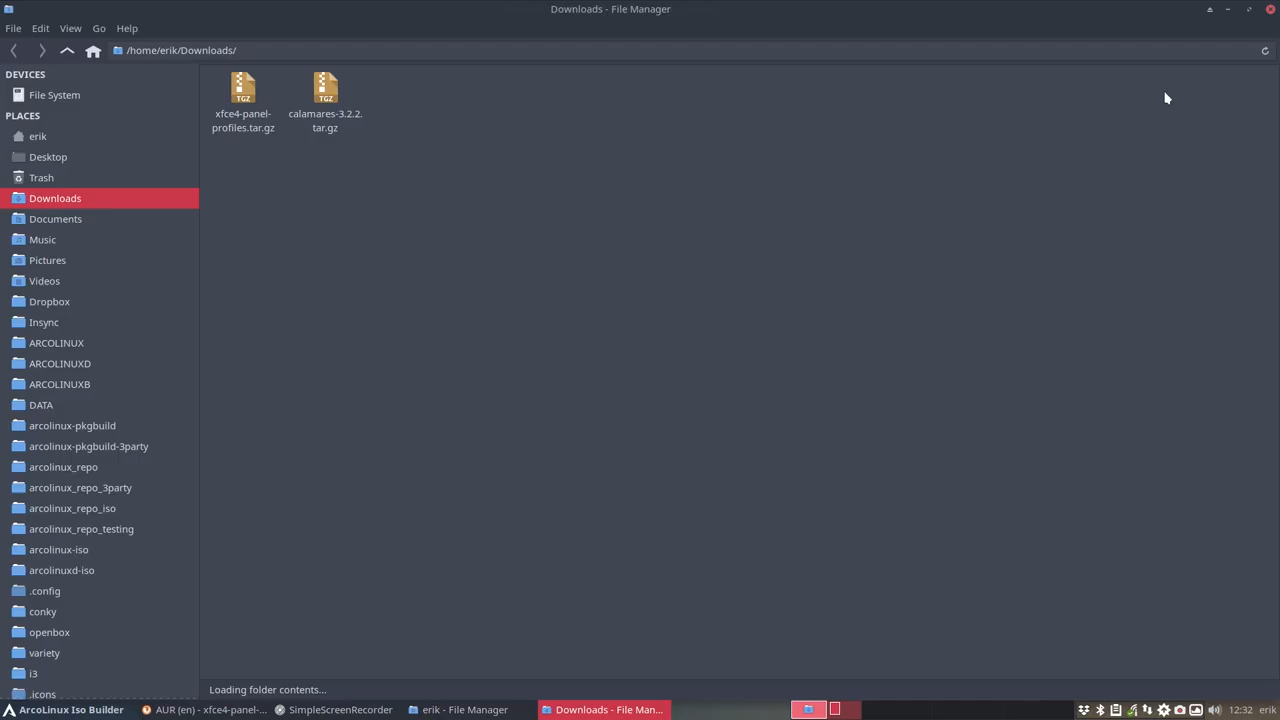 Downloads - File Manager
File Edit View Go Help
/home/erik/Downloads/
DEVICES
File System
PLACES
erik
Desktop
Trash
Downloads
Documents
Music
Pictures
Videos
Dropbox
Insync
ARCOLINUX
ARCOLINUXD
ARCOLINUXB
DATA
arcolinux-pkgbuild
arcolinux-pkgbuild-3party
arcolinux_repo
arcolinux_repo_3party
arcolinux_repo_iso
arcolinux_repo_testing
arcolinux-iso
arcolinuxd-iso
.config
conky
openbox
variety
i3
.icons
TGZ
xfce4-panel-
profiles.tar.gz
TGZ
calamares-3.2.2.
tar.gz
Loading folder contents...
ArcoLinux Iso Builder AUR (en) - xfce4-panel-... SimpleScreenRecorder erik - File Manager Downloads - File Man... 12:32 erik